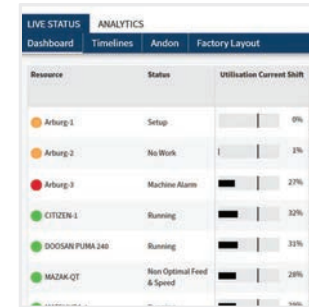 LIVE STATUS ANALYTICS
Dashboard Timelines Andon Factory Layout
Resource Status Utilisation Current Shift
Arburg-1 Setup 0%
Arburg-2 No Work 1%
Arburg-3 Machine Alarm 27%
CITIZEN-1 Running 32%
DOOSAN PUMA 240 Running 31%
MAZAK-QT Non Optimal Feed & Speed 28%